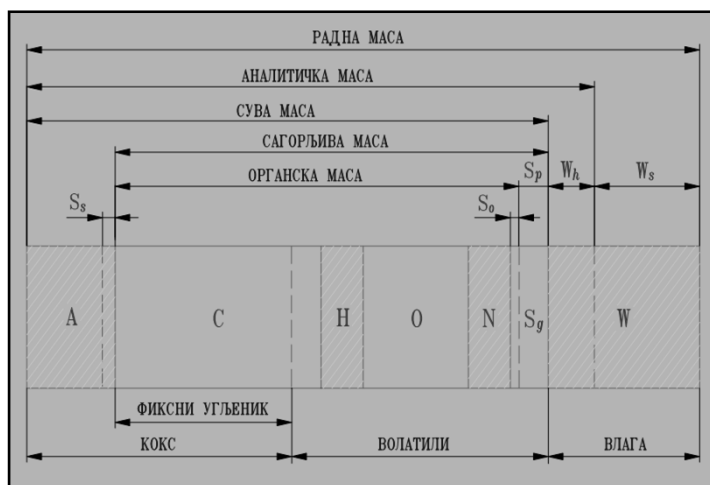 РАДНА МАСА
АНАЛИТИЧКА МАСА
СУВА МАСА
САГОРЉИВА МАСА
ОРГАНСКА МАСА
Sp
Wh
Ws
Ss
So
A
C
H
O
N
Sg
W
ФИКСНИ УГЉЕНИК
КОКС
ВОЛАТИЛИ
ВЛАГА